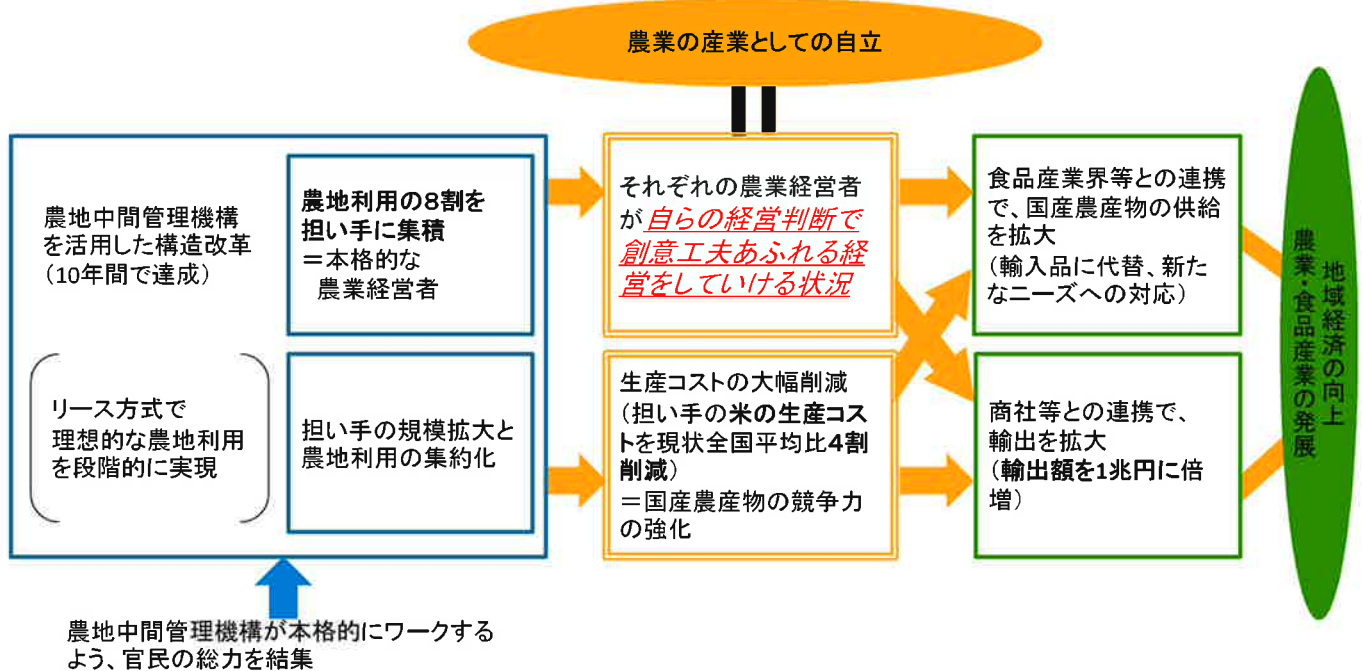 農業の産業としての自立
農地中間管理機構
を活用した構造改革
（10年間で達成）
リース方式で
理想的な農地利用
を段階的に実現
農地利用の８割を
担い手に集積
＝本格的な
農業経営者
担い手の規模拡大と
農地利用の集約化
農地中間管理機構が本格的にワークする
よう、官民の総力を結集
それぞれの農業経営者
が自らの経営判断で
創意工夫あふれる経
営をしていける状況
生産コストの大幅削減
（担い手の米の生産コス
トを現状全国平均比４割
削減）
＝国産農産物の競争力
の強化
食品産業界等との連携
で、国産農産物の供給
を拡大
（輸入品に代替、新た
なニーズへの対応）
商社等との連携で、
輸出を拡大
（輸出額を1兆円に倍
増）
地域経済の向上
農業・食品産業の発展